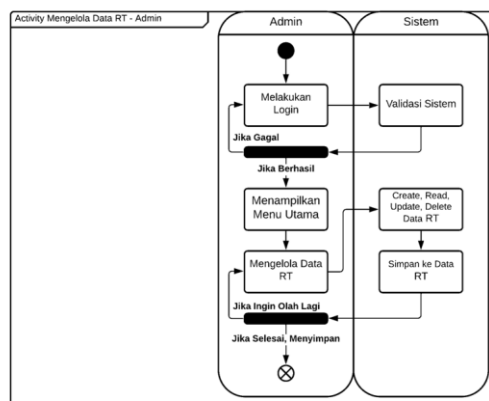 Activity Mengelola Data RT - Admin
Admin
Sistem
Melakukan
Login
Validasi Sistem
Jika Gagal
Jika Berhasil
Menampilkan
Menu Utama
Create, Read,
Update, Delete
Data RT
Mengelola Data
RT
Simpan ke Data
RT
Jika Ingin Olah Lagi
Jika Selesai, Menyimpan